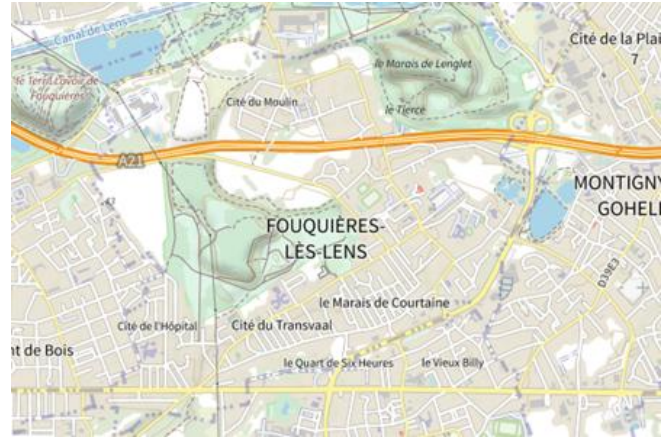 Canal de Lens
le Marais de Lenglet
Cité de la Plai
7
le Terril Lavoir de
Fouquières
Cité du Moulin
le Tierce
A21
MONTIGNY
GOHELL
43
FOUQUIÈRES-
LÈS-LENS
D39E3
le Marais de Courtaine
Cité de l'Hôpital
Cité du Transvaal
nt de Bois
le Quart de Six Heures
le Vieux Billy